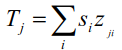 T_j = \sum_i s_i z_{ji}